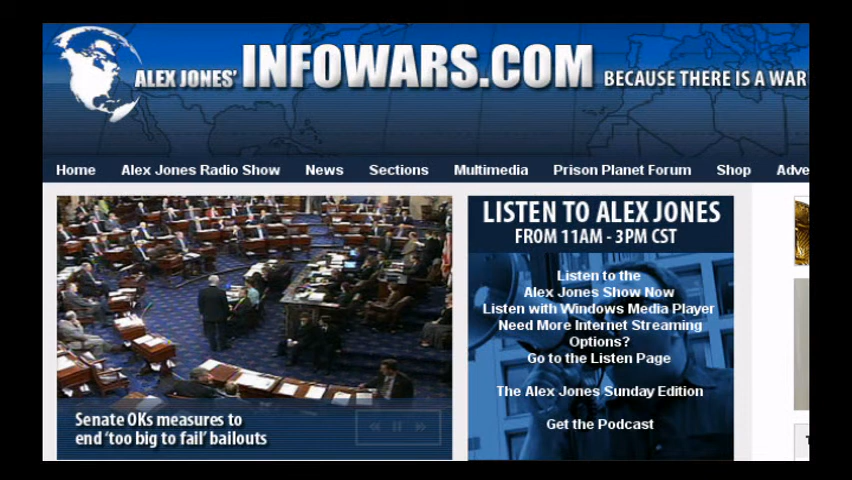 ALEX JONES' INFOWARS.COM BECAUSE THERE IS A WAR
Home Alex Jones Radio Show News Sections Multimedia Prison Planet Forum Shop Adve
LISTEN TO ALEX JONES
FROM 11AM - 3PM CST
Listen to the
Alex Jones Show Now
Listen with Windows Media Player
Need More Internet Streaming
Options?
Go to the Listen Page
The Alex Jones Sunday Edition
Get the Podcast
Senate OKs measures to
end 'too big to fail' bailouts